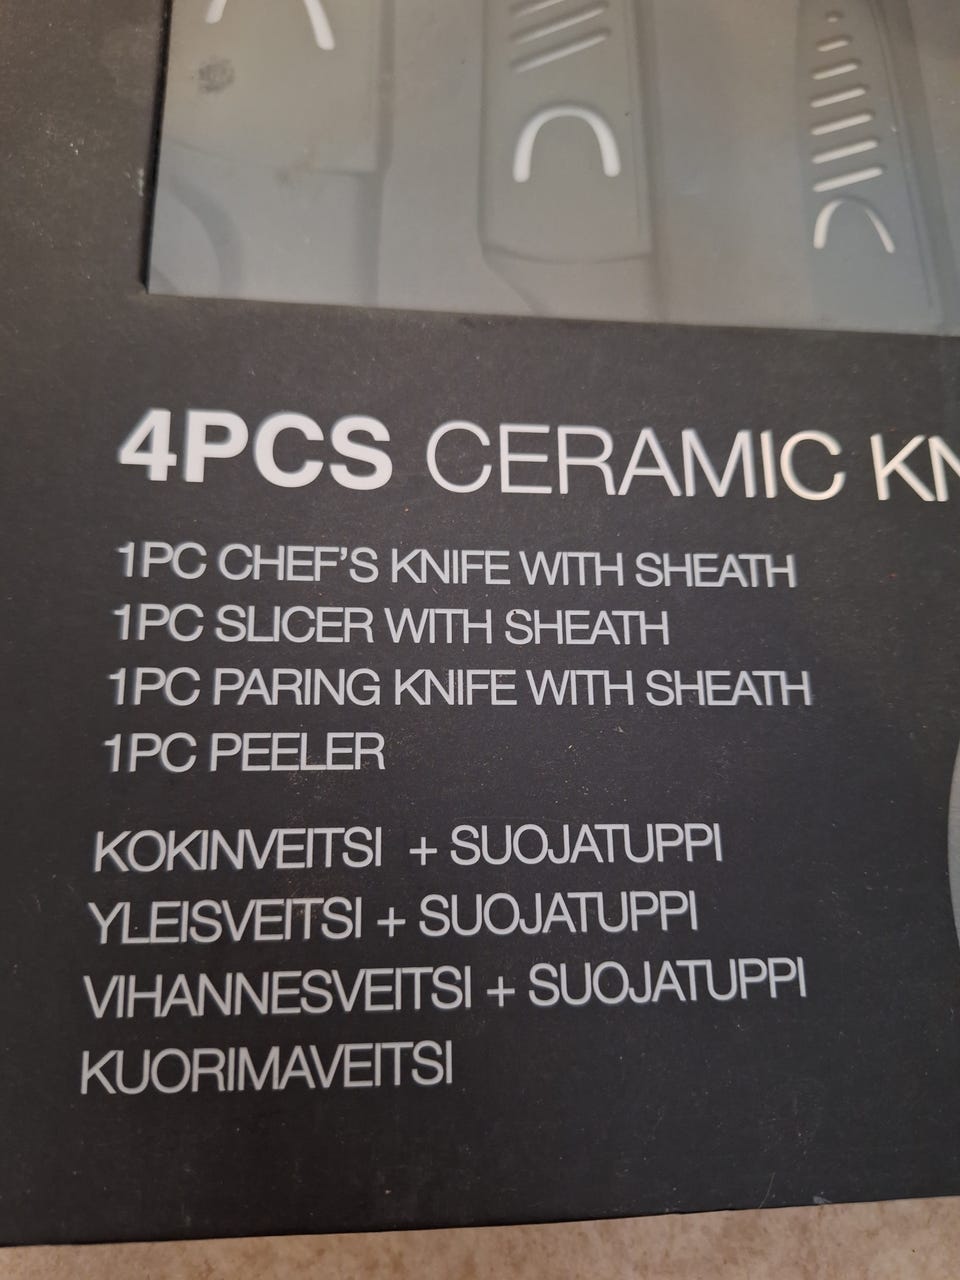 4PCS CERAMIC
1PC CHEF'S KNIFE WITH SHEATH
1PC SLICER WITH SHEATH
1PC PARING KNIFE WITH SHEATH
1PC PEELER
KOKINVEITSI + SUOJATUPPI
YLEISVEITSI + SUOJATUPPI
VIHANNESVEITSI + SUOJATUPPI
KUORIMAVEITSI